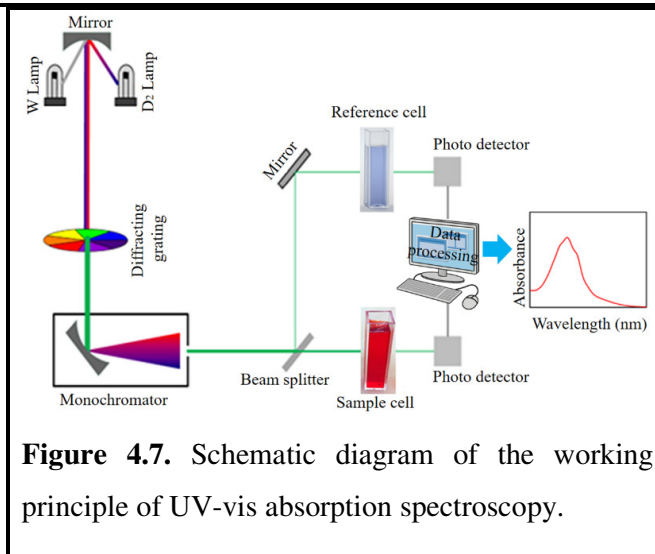 Mirror
W Lamp
D2 Lamp
Diffracting
grating
Monochromator
Beam splitter
Mirror
Reference cell
Photo detector
Data
processing
Sample cell
Photo detector
Absorbance
Wavelength (nm)
Figure 4.7. Schematic diagram of the working
principle of UV-vis absorption spectroscopy.